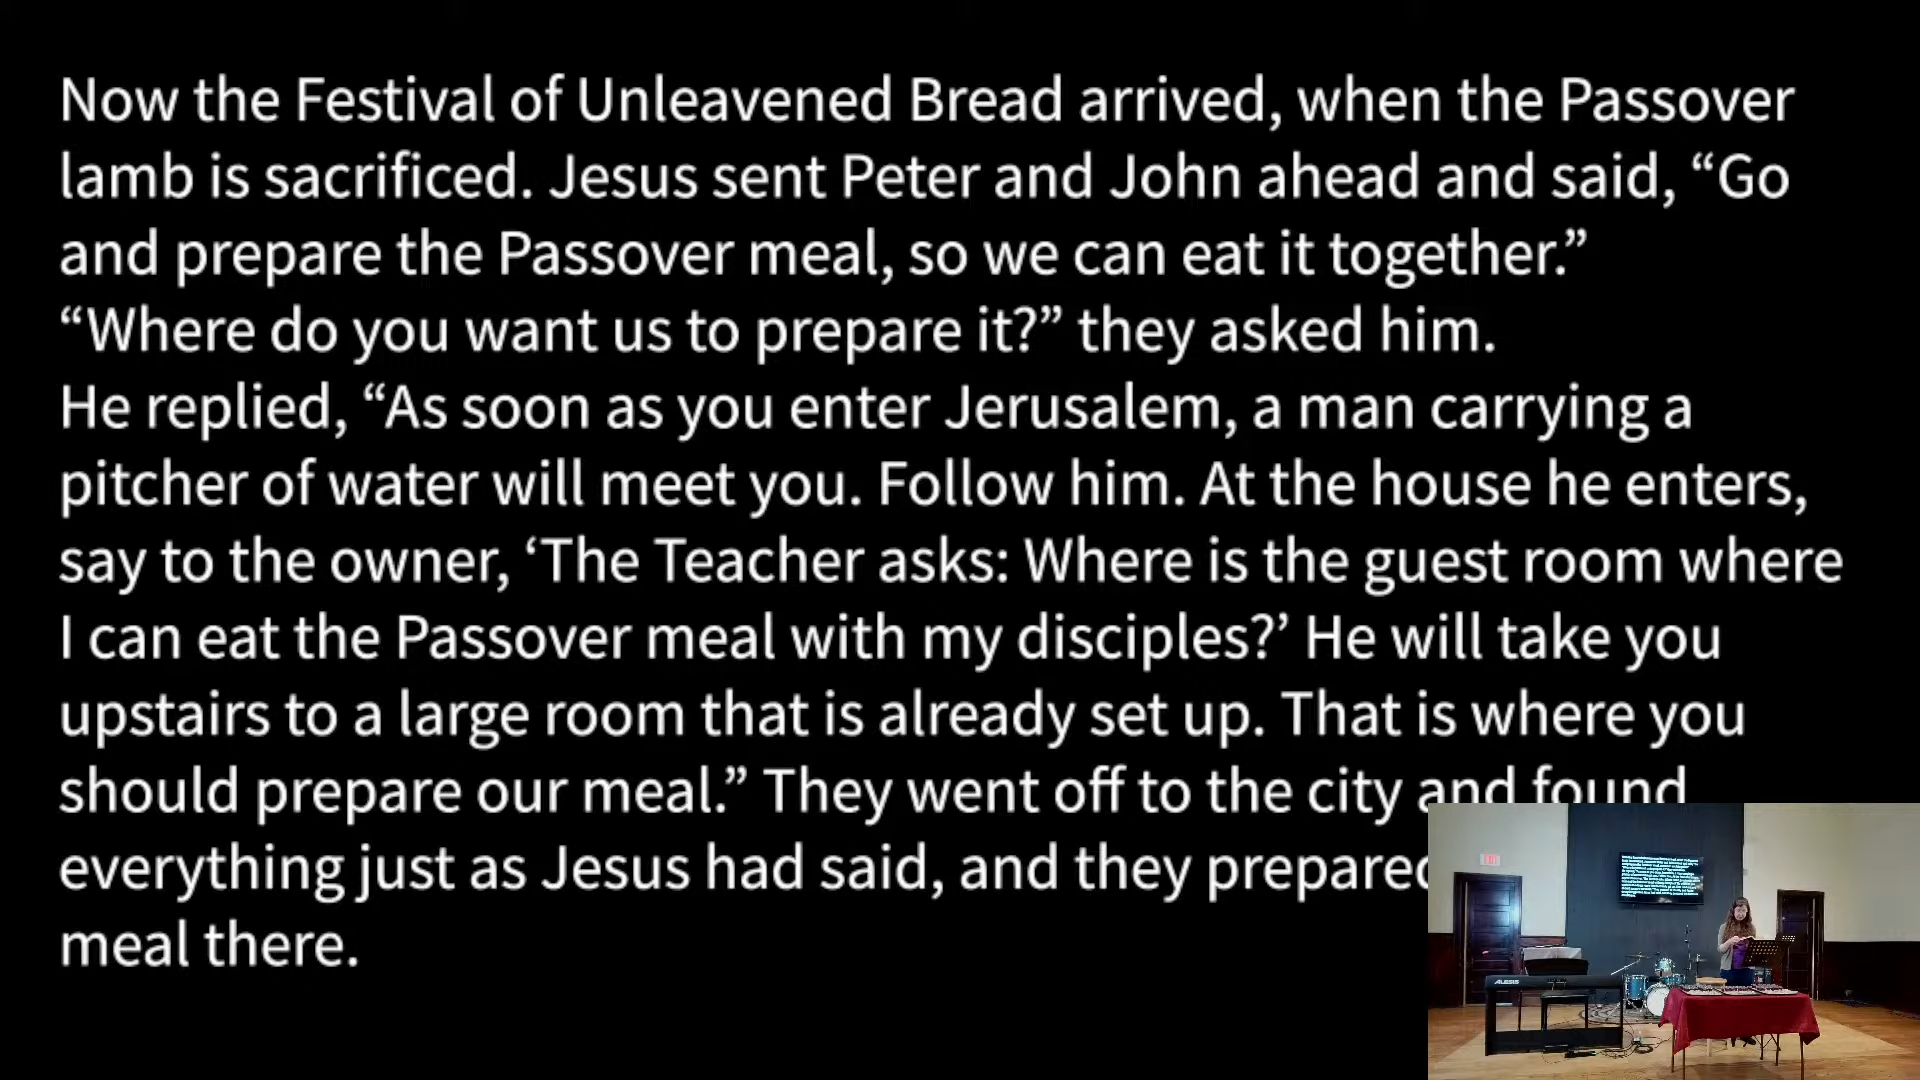 Now the Festival of Unleavened Bread arrived, when the Passover
lamb is sacrificed. Jesus sent Peter and John ahead and said, “Go
and prepare the Passover meal, so we can eat it together.”
“Where do you want us to prepare it?” they asked him.
He replied, “As soon as you enter Jerusalem, a man carrying a
pitcher of water will meet you. Follow him. At the house he enters,
say to the owner, ‘The Teacher asks: Where is the guest room where
I can eat the Passover meal with my disciples?’ He will take you
upstairs to a large room that is already set up. That is where you
should prepare our meal.” They went off to the city and found
everything just as Jesus had said, and they prepared
meal there.
ALESIS